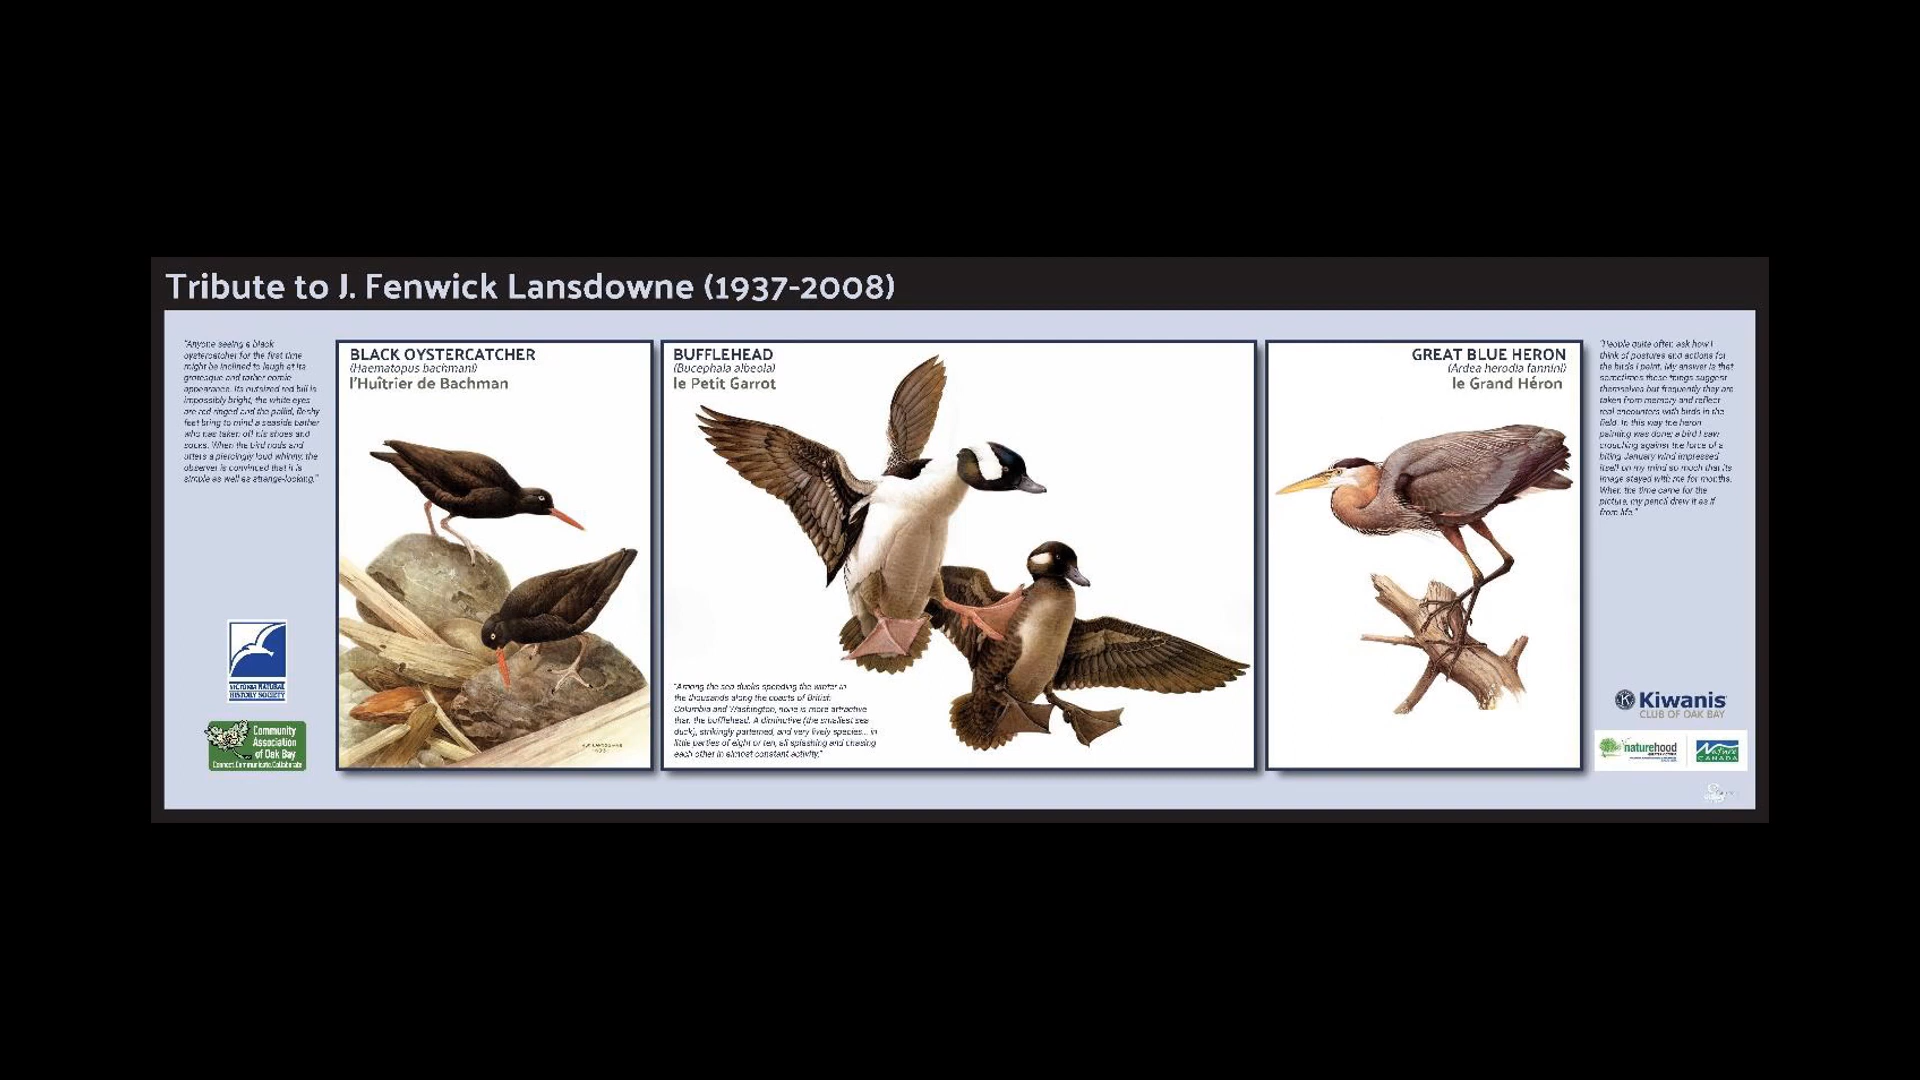 Tribute to J. Fenwick Lansdowne (1937-2008)
"Anyone seeing a black
oystercatcher for the first time
might be inclined to laugh at its
grotesque and rather comic
appearance. Its outsized red bill is
impossibly bright, the white eyes
are red ringed and the pallid, fleshy
feet bring to mind a seaside bather
who has taken off his shoes and
socks. When the bird nods and
utters a piercingly loud whinny, the
observer is convinced that it is
simple as well as strange-looking."
VICTORIA NATURAL
HISTORY SOCIETY
Community
Association
of Oak Bay
Connect Communicate Collaborate
BLACK OYSTERCATCHER
(Haematopus bachmani)
l'Huîtrier de Bachman
BUFFLEHEAD
(Bucephala albeola)
le Petit Garrot
"Among the sea ducks spending the winter in
the thousands along the coasts of British
Columbia and Washington, none is more attractive
than the bufflehead. A diminutive (the smallest sea
duck), strikingly patterned, and very lively species... in
little parties of eight or ten, all splashing and chasing
each other in almost constant activity."
GREAT BLUE HERON
(Ardea herodia fannini)
le Grand Héron
"People quite often ask how I
think of postures and actions for
the birds I paint. My answer is that
sometimes these things suggest
themselves but frequently they are
taken from memory and reflect
real encounters with birds in the
field. In this way the heron
painting was done; a bird I saw
crouching against the force of a
biting January wind impressed
itself on my mind so much that its
image stayed with me for months.
When the time came for the
picture, my pencil drew it as if
from life."
Kiwanis
CLUB OF OAK BAY
naturehood
Nature
CANADA